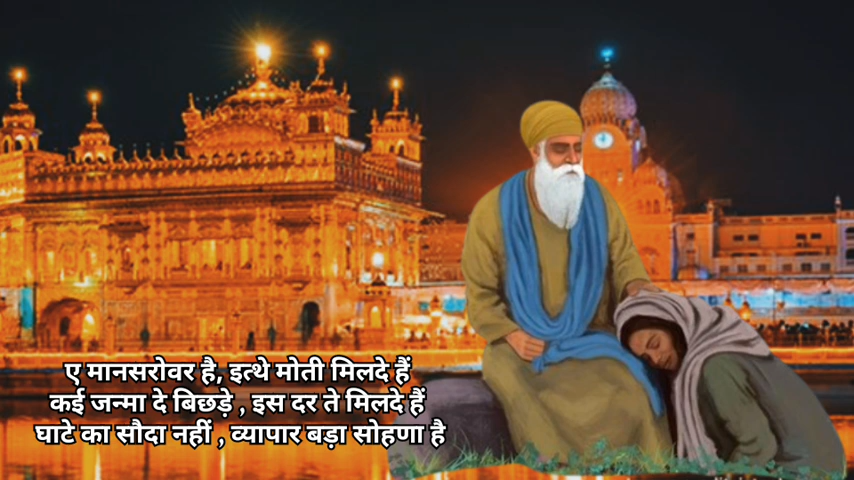 ए मानसरोवर है, इत्थे मोती मिलदे हैं
कई जन्मा दे बिछड़े , इस दर ते मिलदे हैं
घाटे का सौदा नहीं , व्यापार बड़ा सोहणा है